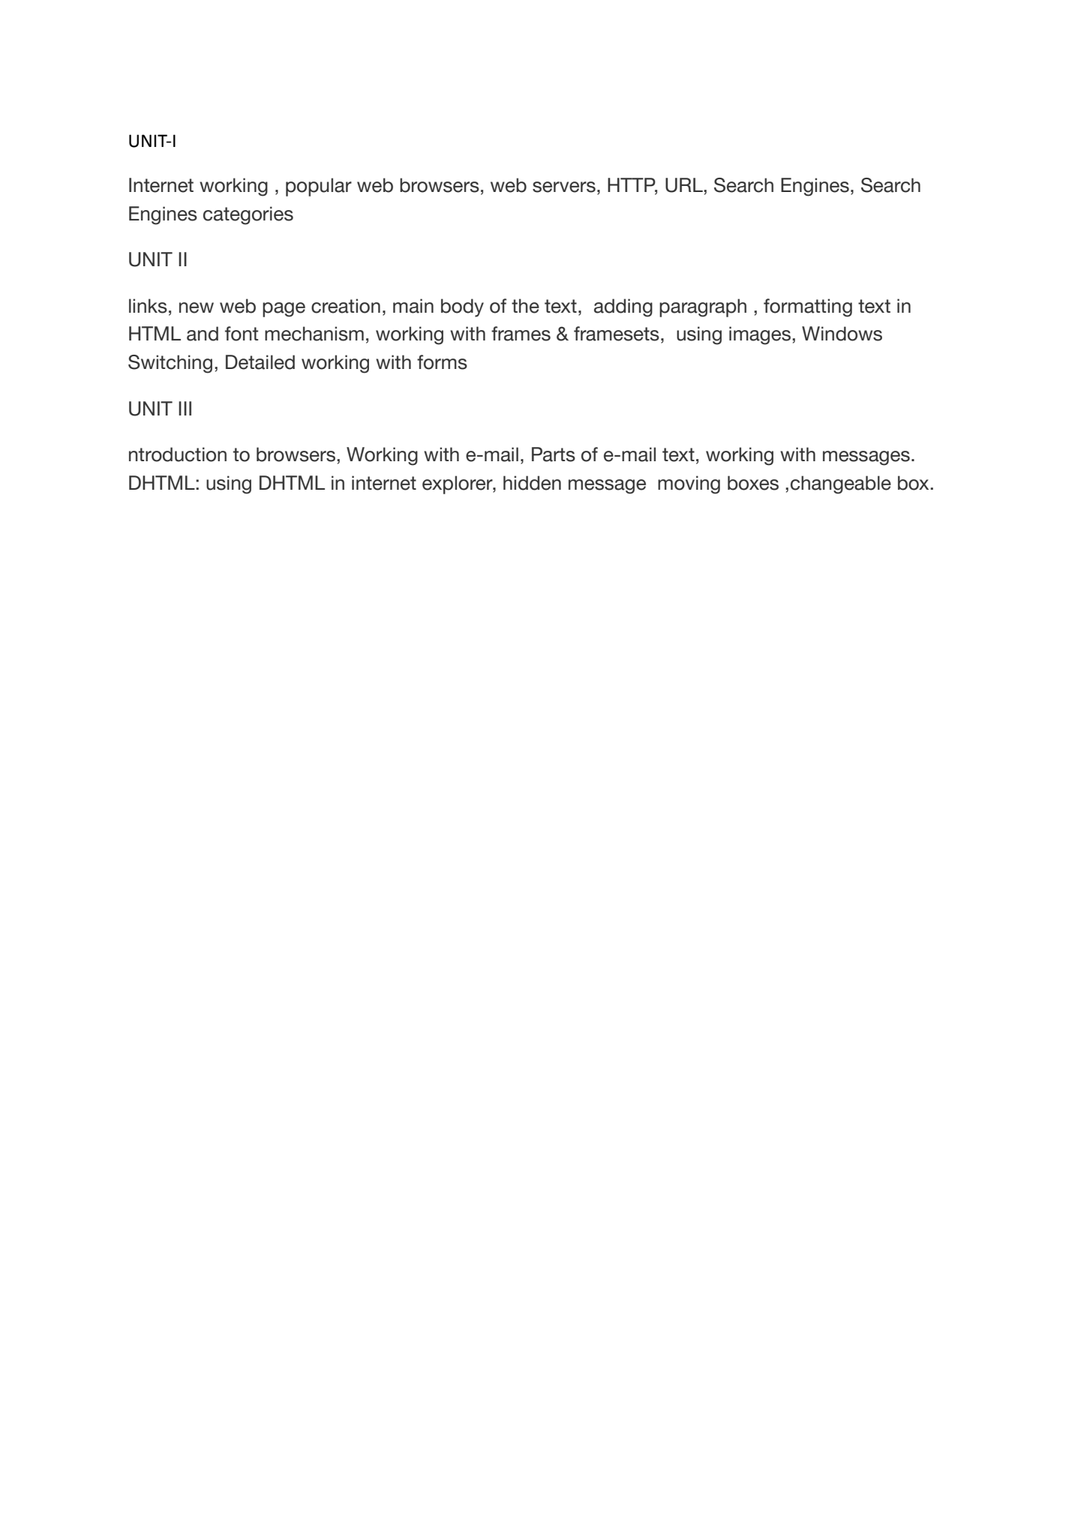 UNIT-I
Internet working , popular web browsers, web servers, HTTP, URL, Search Engines, Search
Engines categories
UNIT II
links, new web page creation, main body of the text,  adding paragraph , formatting text in
HTML and font mechanism, working with frames & framesets,  using images, Windows
Switching, Detailed working with forms
UNIT III
ntroduction to browsers, Working with e-mail, Parts of e-mail text, working with messages.
DHTML: using DHTML in internet explorer, hidden message  moving boxes ,changeable box.